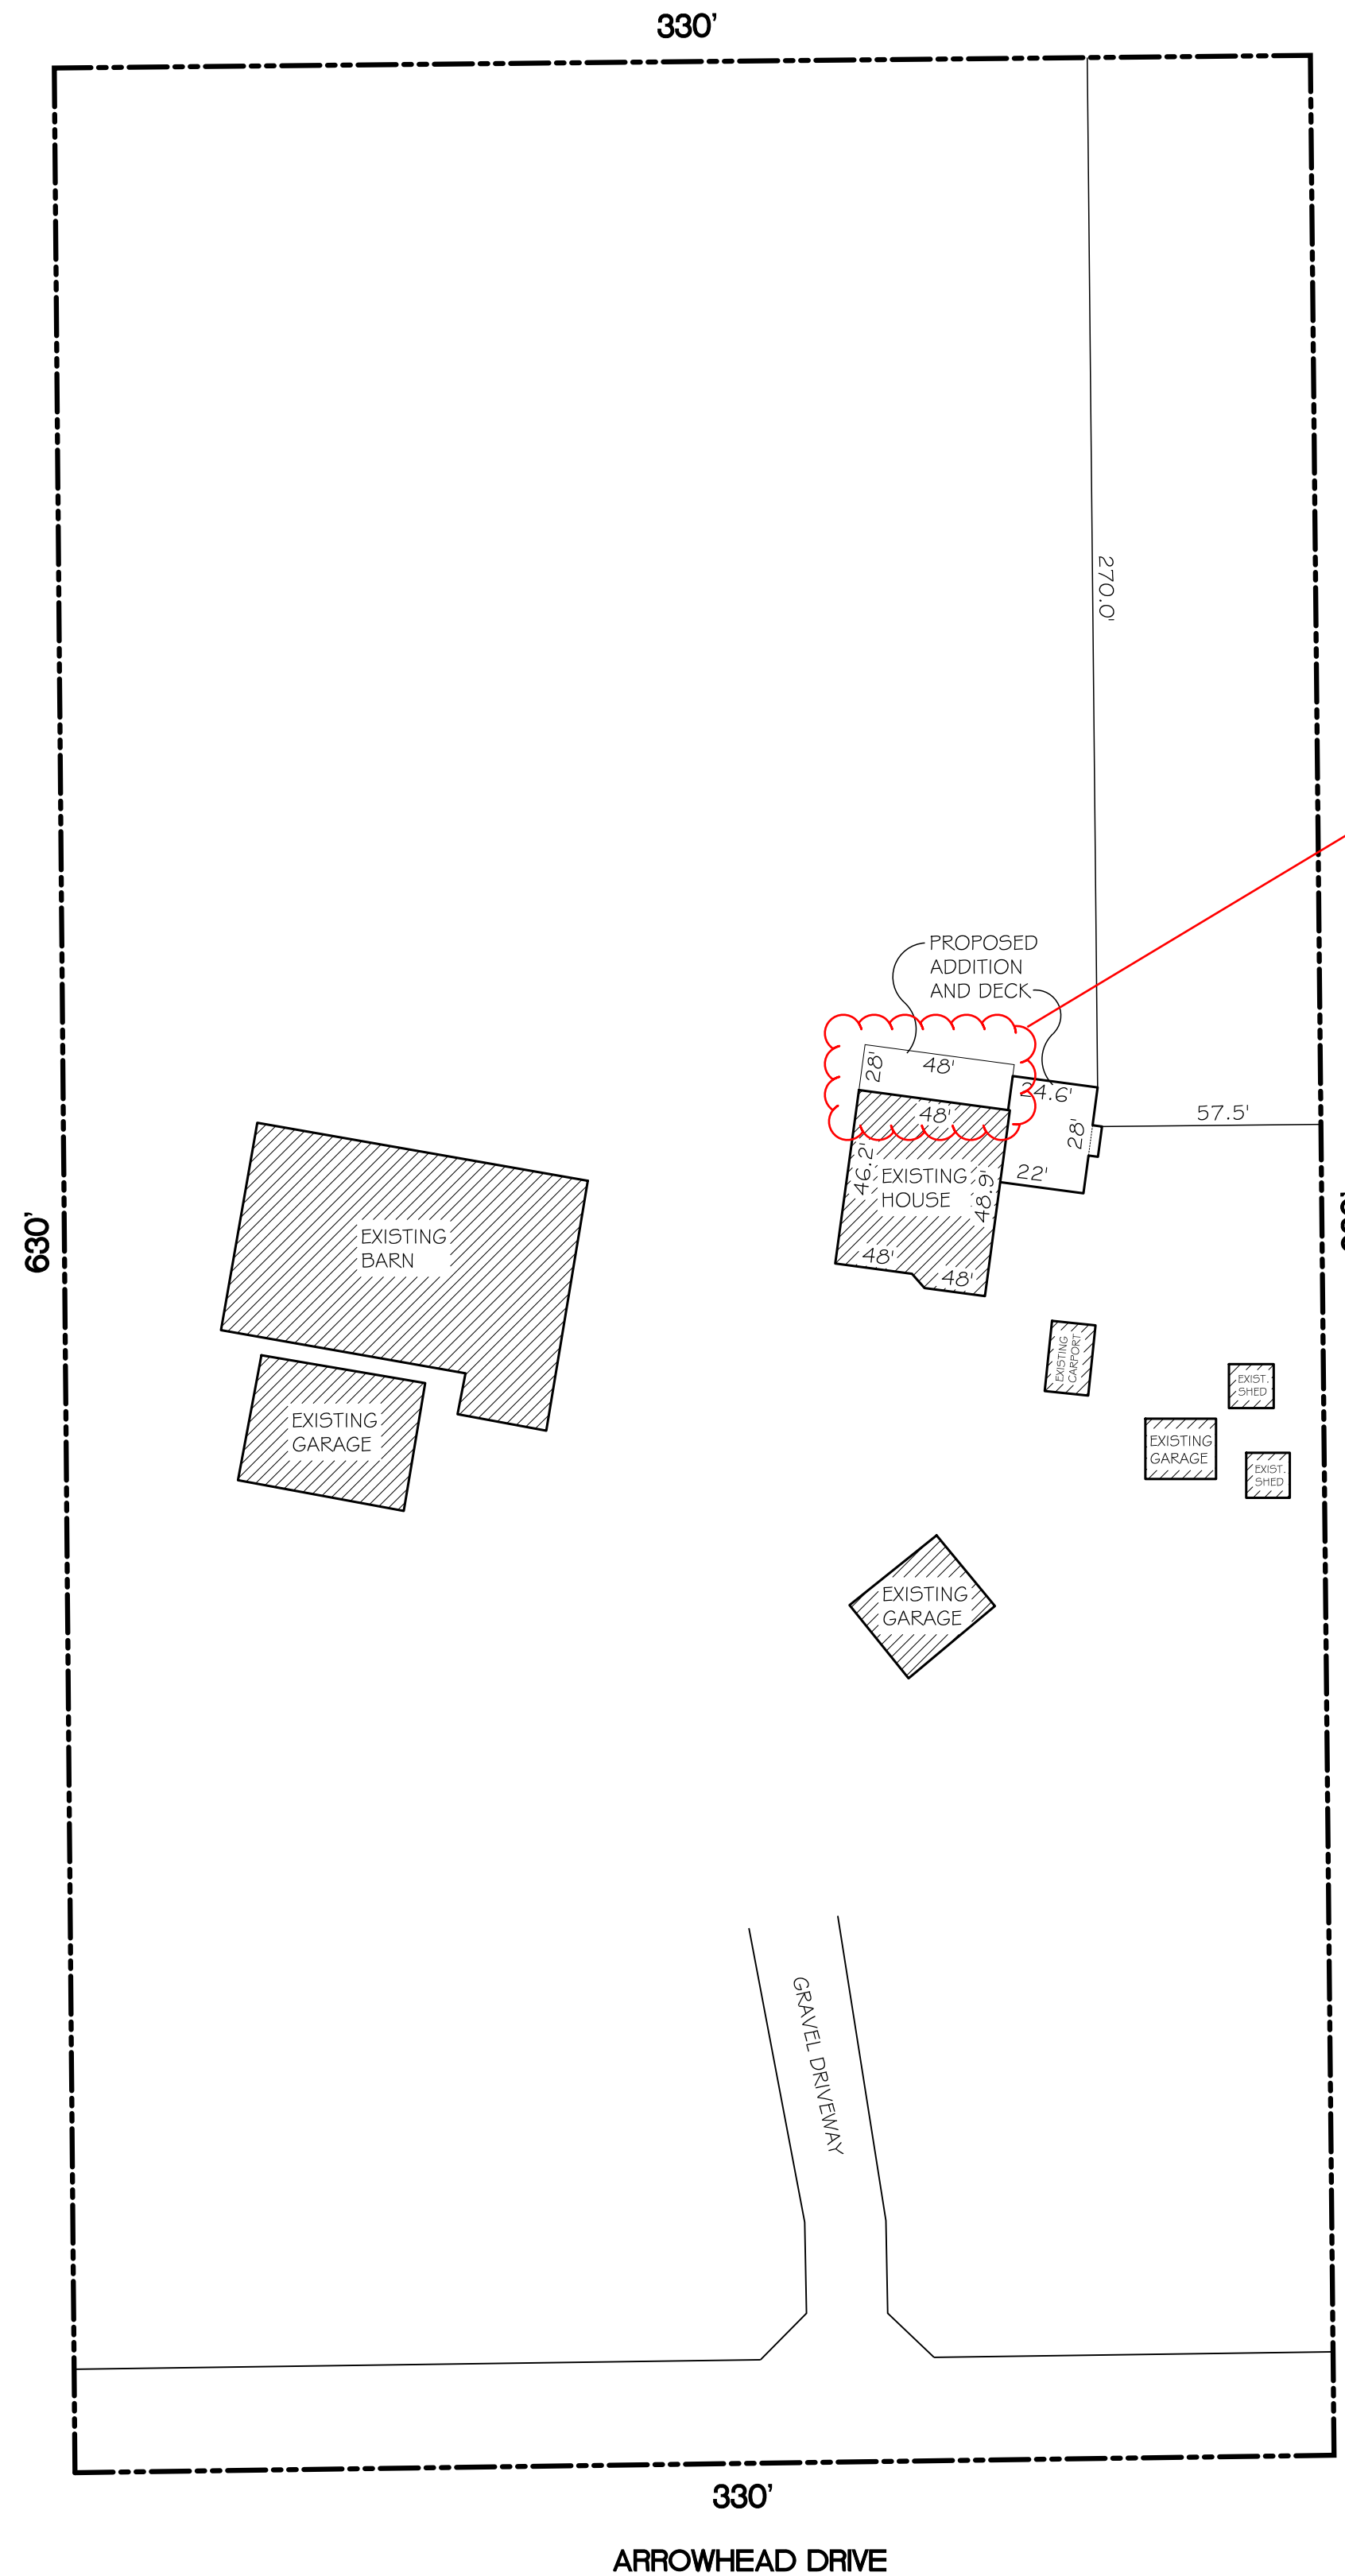 330'
270.0'
PROPOSED
ADDITION
AND DECK
28'
48'
24.6'
48'
28'
57.5'
46.2'
EXISTING
HOUSE
48.9'
22'
48'
48'
630'
EXISTING
BARN
EXISTING
CARPORT
EXIST.
SHED
EXISTING
GARAGE
EXISTING
GARAGE
EXIST.
SHED
EXISTING
GARAGE
GRAVEL DRIVEWAY
330'
ARROWHEAD DRIVE